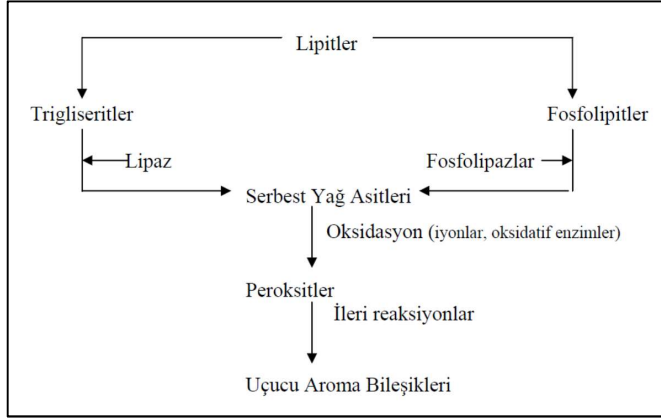 Lipitler
Trigliseritler
Fosfolipitler
Lipaz
Fosfolipazlar
Serbest Yağ Asitleri
Oksidasyon (iyonlar, oksidatif enzimler)
Peroksitler
İleri reaksiyonlar
Uçucu Aroma Bileşikleri